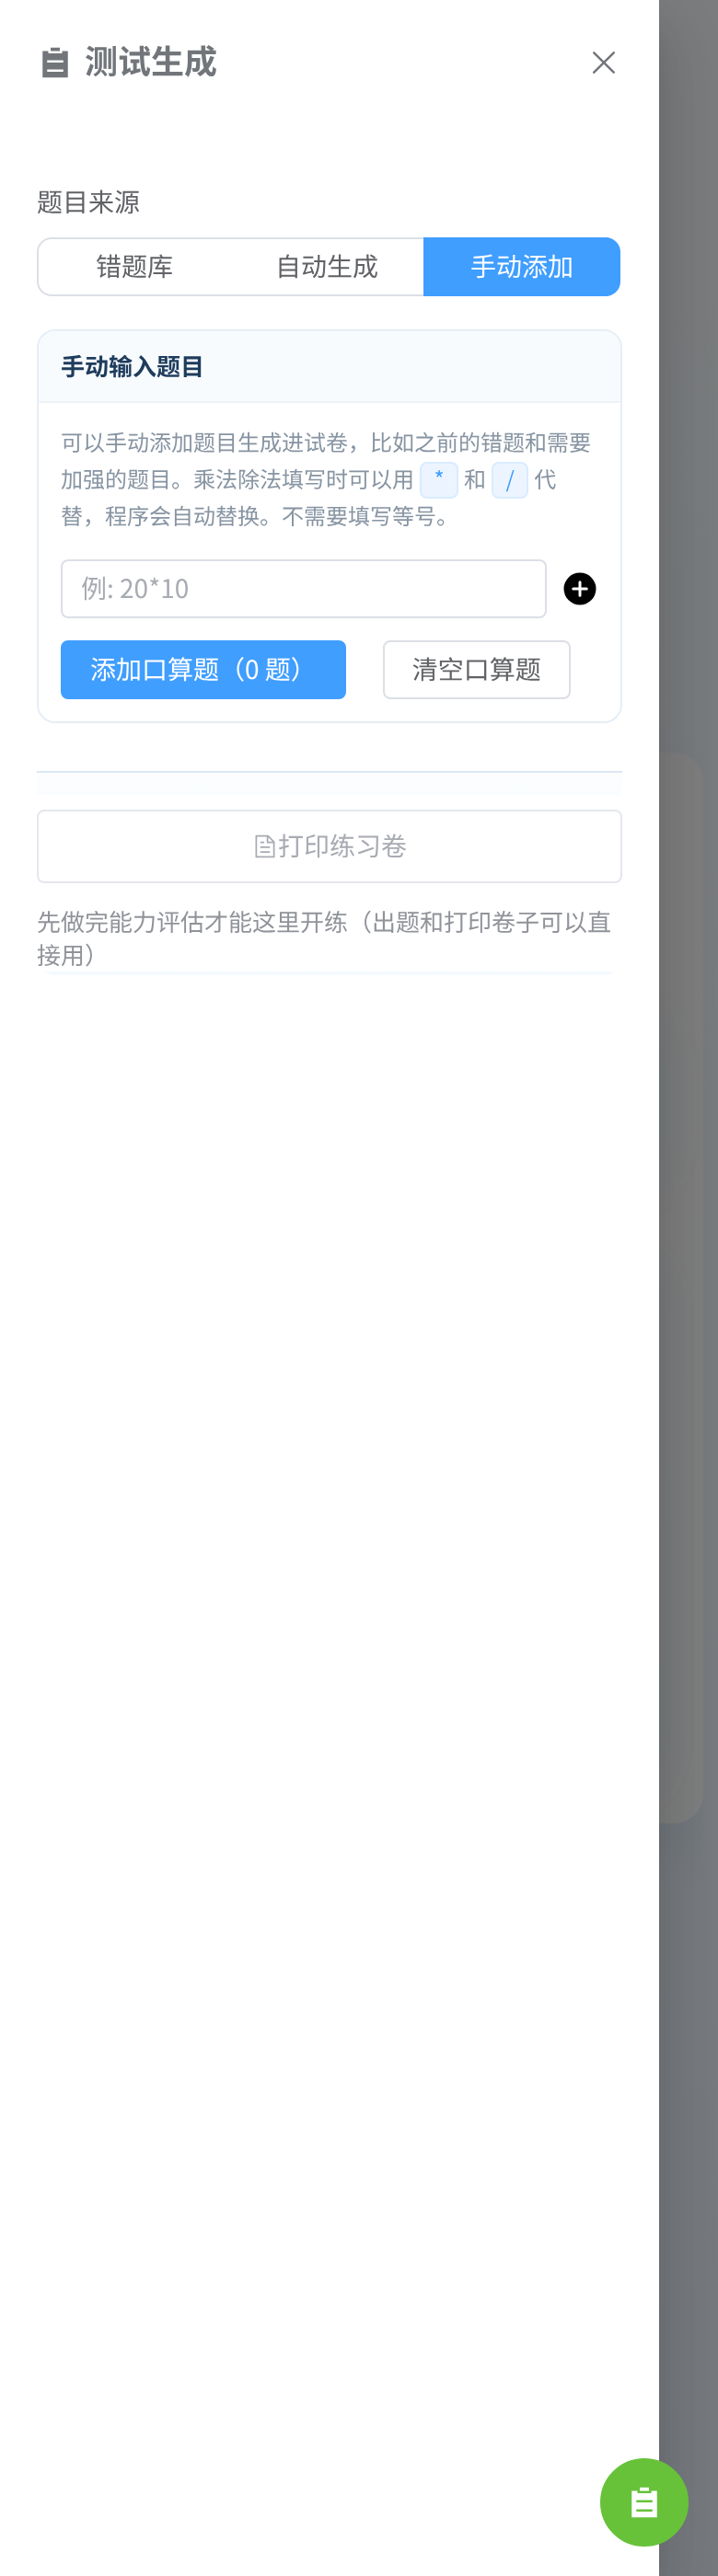 测试生成
题目来源
错题库 自动生成 手动添加
手动输入题目
可以手动添加题目生成进试卷，比如之前的错题和需要
加强的题目。乘法除法填写时可以用 * 和 / 代
替，程序会自动替换。不需要填写等号。
例: 20*10
添加口算题（0 题） 清空口算题
打印练习卷
先做完能力评估才能这里开练（出题和打印卷子可以直
接用）